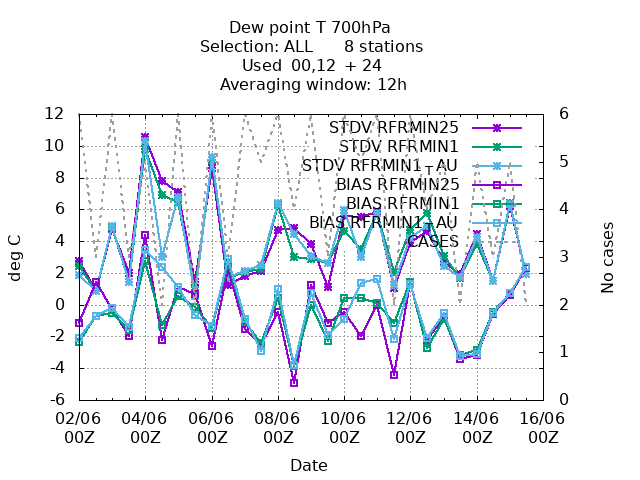 Dew point T 700hPa
Selection: ALL 8 stations
Used 00,12 + 24
Averaging window: 12h
12 6
STDV RFRMIN25
10 STDV RFRMIN1 5
STDV RFRMIN1_AU
8 BIAS RFRMIN25
6 BIAS RFRMIN1 4
BIAS RFRMIN1_AU
4 CASES
deg C 2 3 No cases
0 2
-2
-4 1
-6 0
02/06 04/06 06/06 08/06 10/06 12/06 14/06 16/06
00Z 00Z 00Z 00Z 00Z 00Z 00Z 00Z
Date